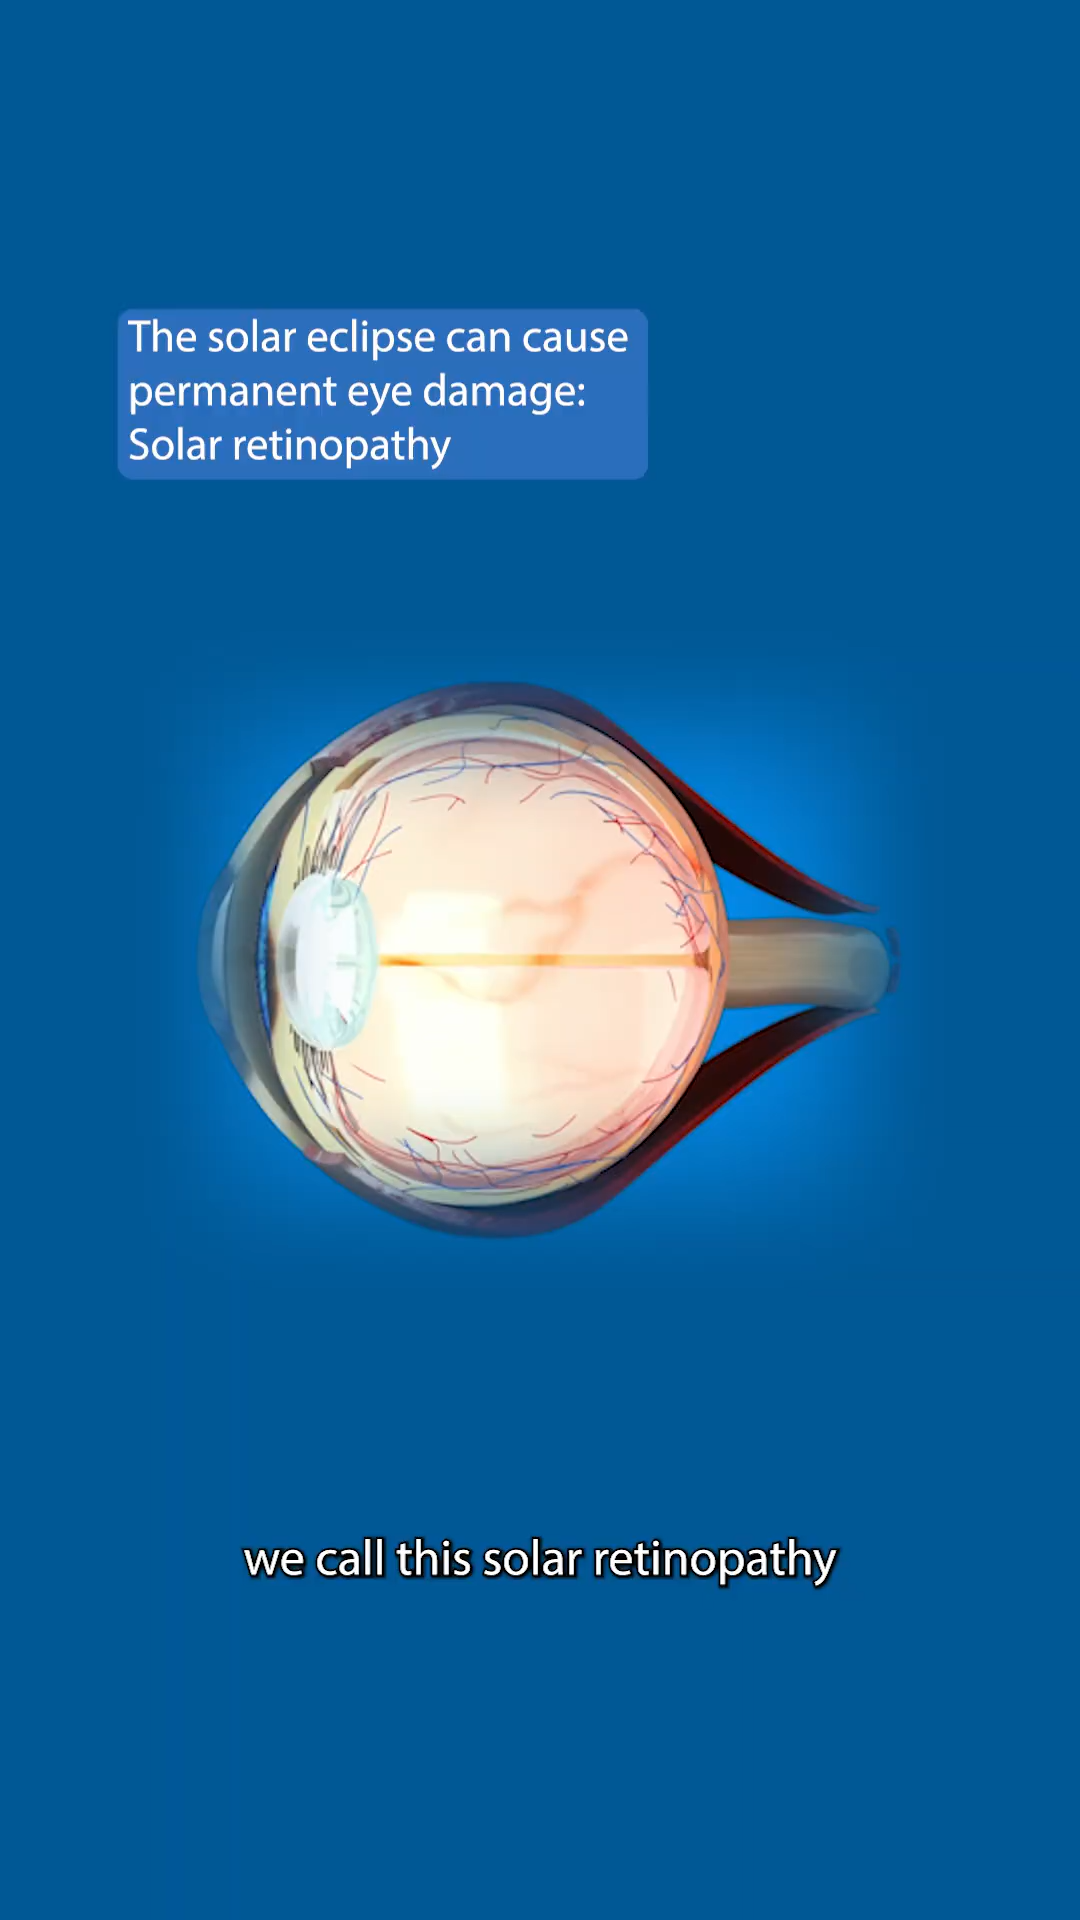 The solar eclipse can cause
permanent eye damage:
Solar retinopathy
we call this solar retinopathy